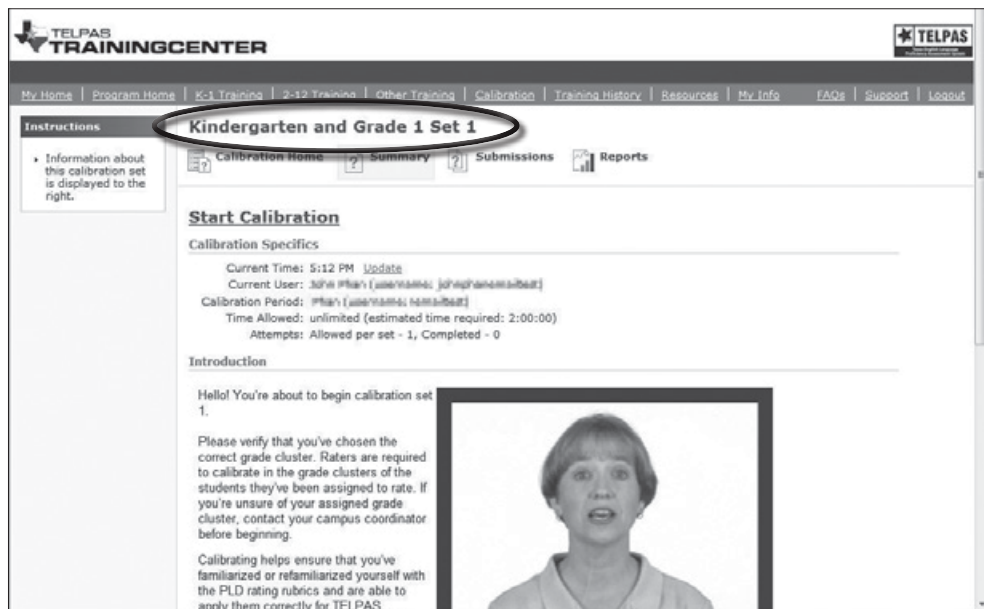 TELPAS
TRAININGCENTER
TELPAS
My Home | Program Home | K-1 Training | 2-12 Training | Other Training | Calibration | Training History | Resources | My Info FAQs | Support | Logout
Instructions
Information about
this calibration set
is displayed to the
right.
Kindergarten and Grade 1 Set 1
Calibration Home Summary Submissions Reports
Start Calibration
Calibration Specifics
Current Time: 5:12 PM Update
Current User:
Calibration Period:
Time Allowed: unlimited (estimated time required: 2:00:00)
Attempts: Allowed per set - 1, Completed - 0
Introduction
Hello! You're about to begin calibration set
1.
Please verify that you've chosen the
correct grade cluster. Raters are required
to calibrate in the grade clusters of the
students they've been assigned to rate. If
you're unsure of your assigned grade
cluster, contact your campus coordinator
before beginning.
Calibrating helps ensure that you've
familiarized or refamiliarized yourself with
the PLD rating rubrics and are able to
apply them correctly for TELPAS